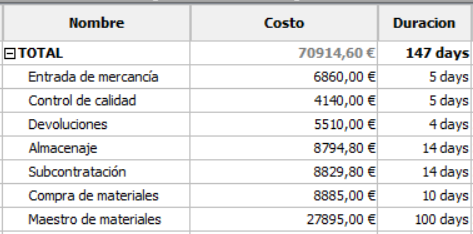 Nombre Costo Duracion
TOTAL 70914,60 € 147 days
Entrada de mercancía 6860,00 € 5 days
Control de calidad 4140,00 € 5 days
Devoluciones 5510,00 € 4 days
Almacenaje 8794,80 € 14 days
Subcontratación 8829,80 € 14 days
Compra de materiales 8885,00 € 10 days
Maestro de materiales 27895,00 € 100 days